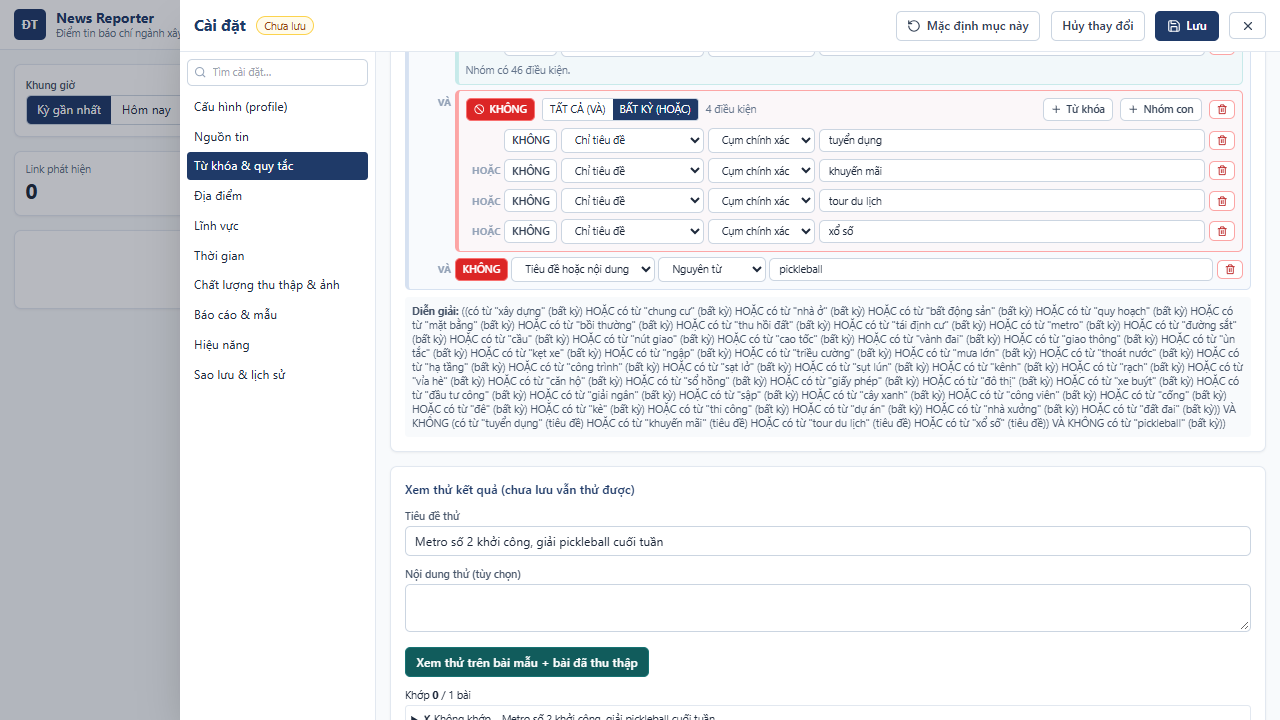 ĐT
News Reporter
Điểm tin báo chí ngành xây
Khung giờ
Kỳ gần nhất
Hôm nay
Link phát hiện
0
Cài đặt
Chưa lưu
Mặc định mục này
Hủy thay đổi
Lưu
Tìm cài đặt...
Cấu hình (profile)
Nguồn tin
Từ khóa & quy tắc
Địa điểm
Lĩnh vực
Thời gian
Chất lượng thu thập & ảnh
Báo cáo & mẫu
Hiệu năng
Sao lưu & lịch sử
Nhóm có 46 điều kiện.
VÀ
KHÔNG TẤT CẢ (VÀ) BẤT KỲ (HOẶC) 4 điều kiện + Từ khóa + Nhóm con
KHÔNG Chỉ tiêu đề Cụm chính xác tuyển dụng
HOẶC KHÔNG Chỉ tiêu đề Cụm chính xác khuyến mãi
HOẶC KHÔNG Chỉ tiêu đề Cụm chính xác tour du lịch
HOẶC KHÔNG Chỉ tiêu đề Cụm chính xác xổ số
VÀ KHÔNG Tiêu đề hoặc nội dung Nguyên từ pickleball
Diễn giải: ((có từ "xây dựng" (bất kỳ) HOẶC có từ "chung cư" (bất kỳ) HOẶC có từ "nhà ở" (bất kỳ) HOẶC có từ "bất động sản" (bất kỳ) HOẶC có từ "quy hoạch" (bất kỳ) HOẶC có
từ "mặt bằng" (bất kỳ) HOẶC có từ "bồi thường" (bất kỳ) HOẶC có từ "thu hồi đất" (bất kỳ) HOẶC có từ "tái định cư" (bất kỳ) HOẶC có từ "metro" (bất kỳ) HOẶC có từ "đường sắt"
(bất kỳ) HOẶC có từ "cầu" (bất kỳ) HOẶC có từ "nút giao" (bất kỳ) HOẶC có từ "cao tốc" (bất kỳ) HOẶC có từ "vành đai" (bất kỳ) HOẶC có từ "giao thông" (bất kỳ) HOẶC có từ "ùn
tắc" (bất kỳ) HOẶC có từ "kẹt xe" (bất kỳ) HOẶC có từ "ngập" (bất kỳ) HOẶC có từ "triều cường" (bất kỳ) HOẶC có từ "mưa lớn" (bất kỳ) HOẶC có từ "thoát nước" (bất kỳ) HOẶC có
từ "hạ tầng" (bất kỳ) HOẶC có từ "công trình" (bất kỳ) HOẶC có từ "sạt lở" (bất kỳ) HOẶC có từ "sụt lún" (bất kỳ) HOẶC có từ "kênh" (bất kỳ) HOẶC có từ "rạch" (bất kỳ) HOẶC có từ
"vỉa hè" (bất kỳ) HOẶC có từ "căn hộ" (bất kỳ) HOẶC có từ "sổ hồng" (bất kỳ) HOẶC có từ "giấy phép" (bất kỳ) HOẶC có từ "đô thị" (bất kỳ) HOẶC có từ "xe buýt" (bất kỳ) HOẶC có từ
"đầu tư công" (bất kỳ) HOẶC có từ "giải ngân" (bất kỳ) HOẶC có từ "sập" (bất kỳ) HOẶC có từ "cây xanh" (bất kỳ) HOẶC có từ "công viên" (bất kỳ) HOẶC có từ "cống" (bất kỳ)
HOẶC có từ "đê" (bất kỳ) HOẶC có từ "kè" (bất kỳ) HOẶC có từ "thi công" (bất kỳ) HOẶC có từ "dự án" (bất kỳ) HOẶC có từ "nhà xưởng" (bất kỳ) HOẶC có từ "đất đai" (bất kỳ)) VÀ
KHÔNG (có từ "tuyển dụng" (tiêu đề) HOẶC có từ "khuyến mãi" (tiêu đề) HOẶC có từ "tour du lịch" (tiêu đề) HOẶC có từ "xổ số" (tiêu đề)) VÀ KHÔNG có từ "pickleball" (bất kỳ))
Xem thử kết quả (chưa lưu vẫn thử được)
Tiêu đề thử
Metro số 2 khởi công, giải pickleball cuối tuần
Nội dung thử (tùy chọn)
Xem thử trên bài mẫu + bài đã thu thập
Khớp 0 / 1 bài
▶ ✗ Không khớp – Metro số 2 khởi công, giải pickleball cuối tuần